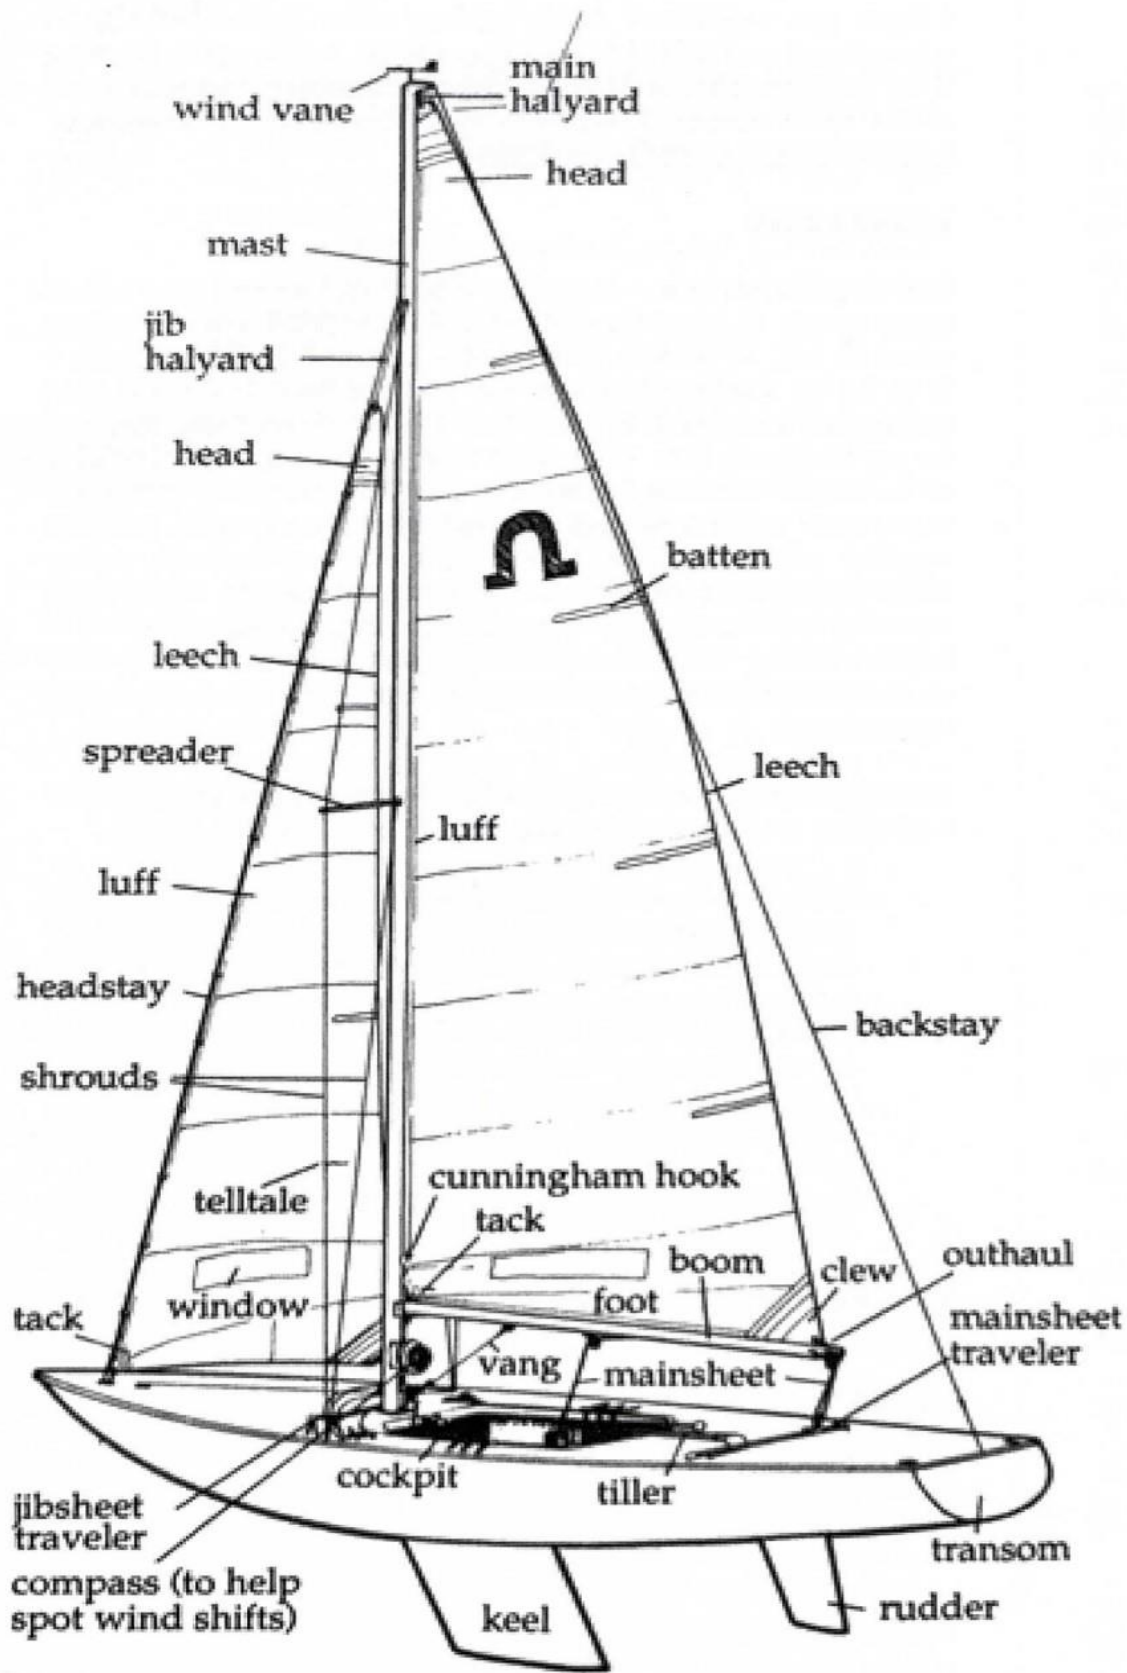 main
halyard
wind vane
head
mast
jib
halyard
head
batten
leech
spreader
leech
luff
luff
headstay
backstay
shrouds
cunningham hook
telltale
tack
outhaul
boom
clew
window
foot
tack
mainsheet
traveler
vang
mainsheet
cockpit
tiller
jibsheet
traveler
transom
compass (to help
spot wind shifts)
keel
rudder